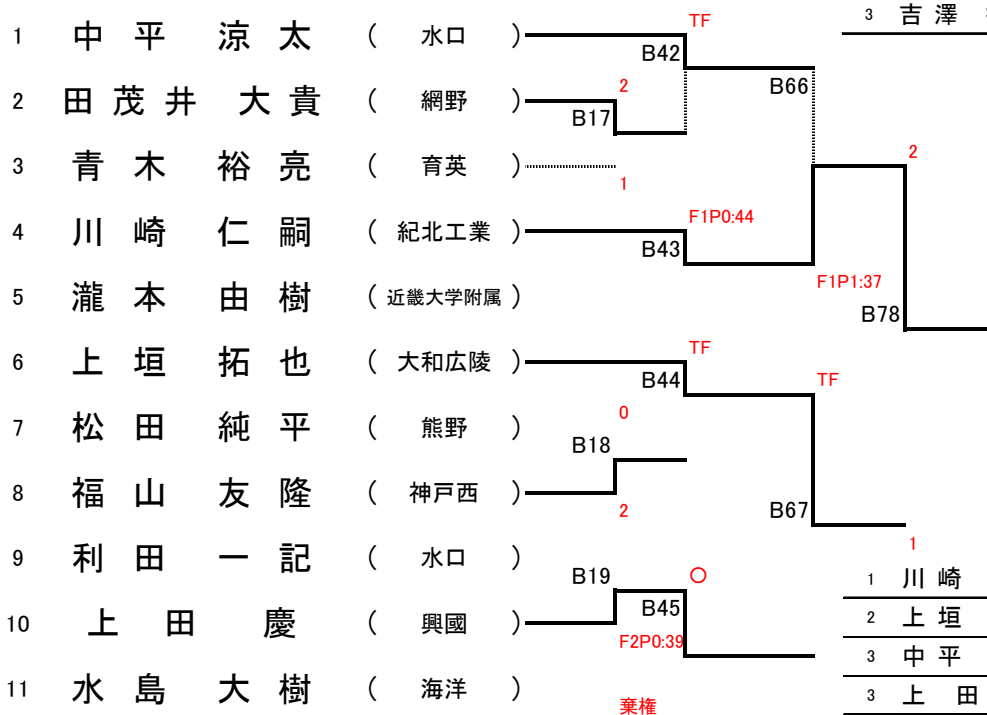 3 吉澤
TF
1 中平 涼太 ( 水口 )
B42
2
B66
2 田茂井 大貴 ( 網野 )
B17
3 青木 裕亮 ( 育英 )
2
1
F1P0:44
4 川崎 仁嗣 ( 紀北工業 )
B43
F1P1:37
5 瀧本 由樹 ( 近畿大学附属 )
B78
TF
6 上垣 拓也 ( 大和広陵 )
B44
TF
0
7 松田 純平 ( 熊野 )
B18
8 福山 友隆 ( 神戸西 )
2
B67
1
9 利田 一記 ( 水口 )
B19
○
1 川崎
B45
10 上田 慶 ( 興國 )
2 上垣
F2P0:39
3 中平
11 水島 大樹 ( 海洋 )
3 上田
棄権